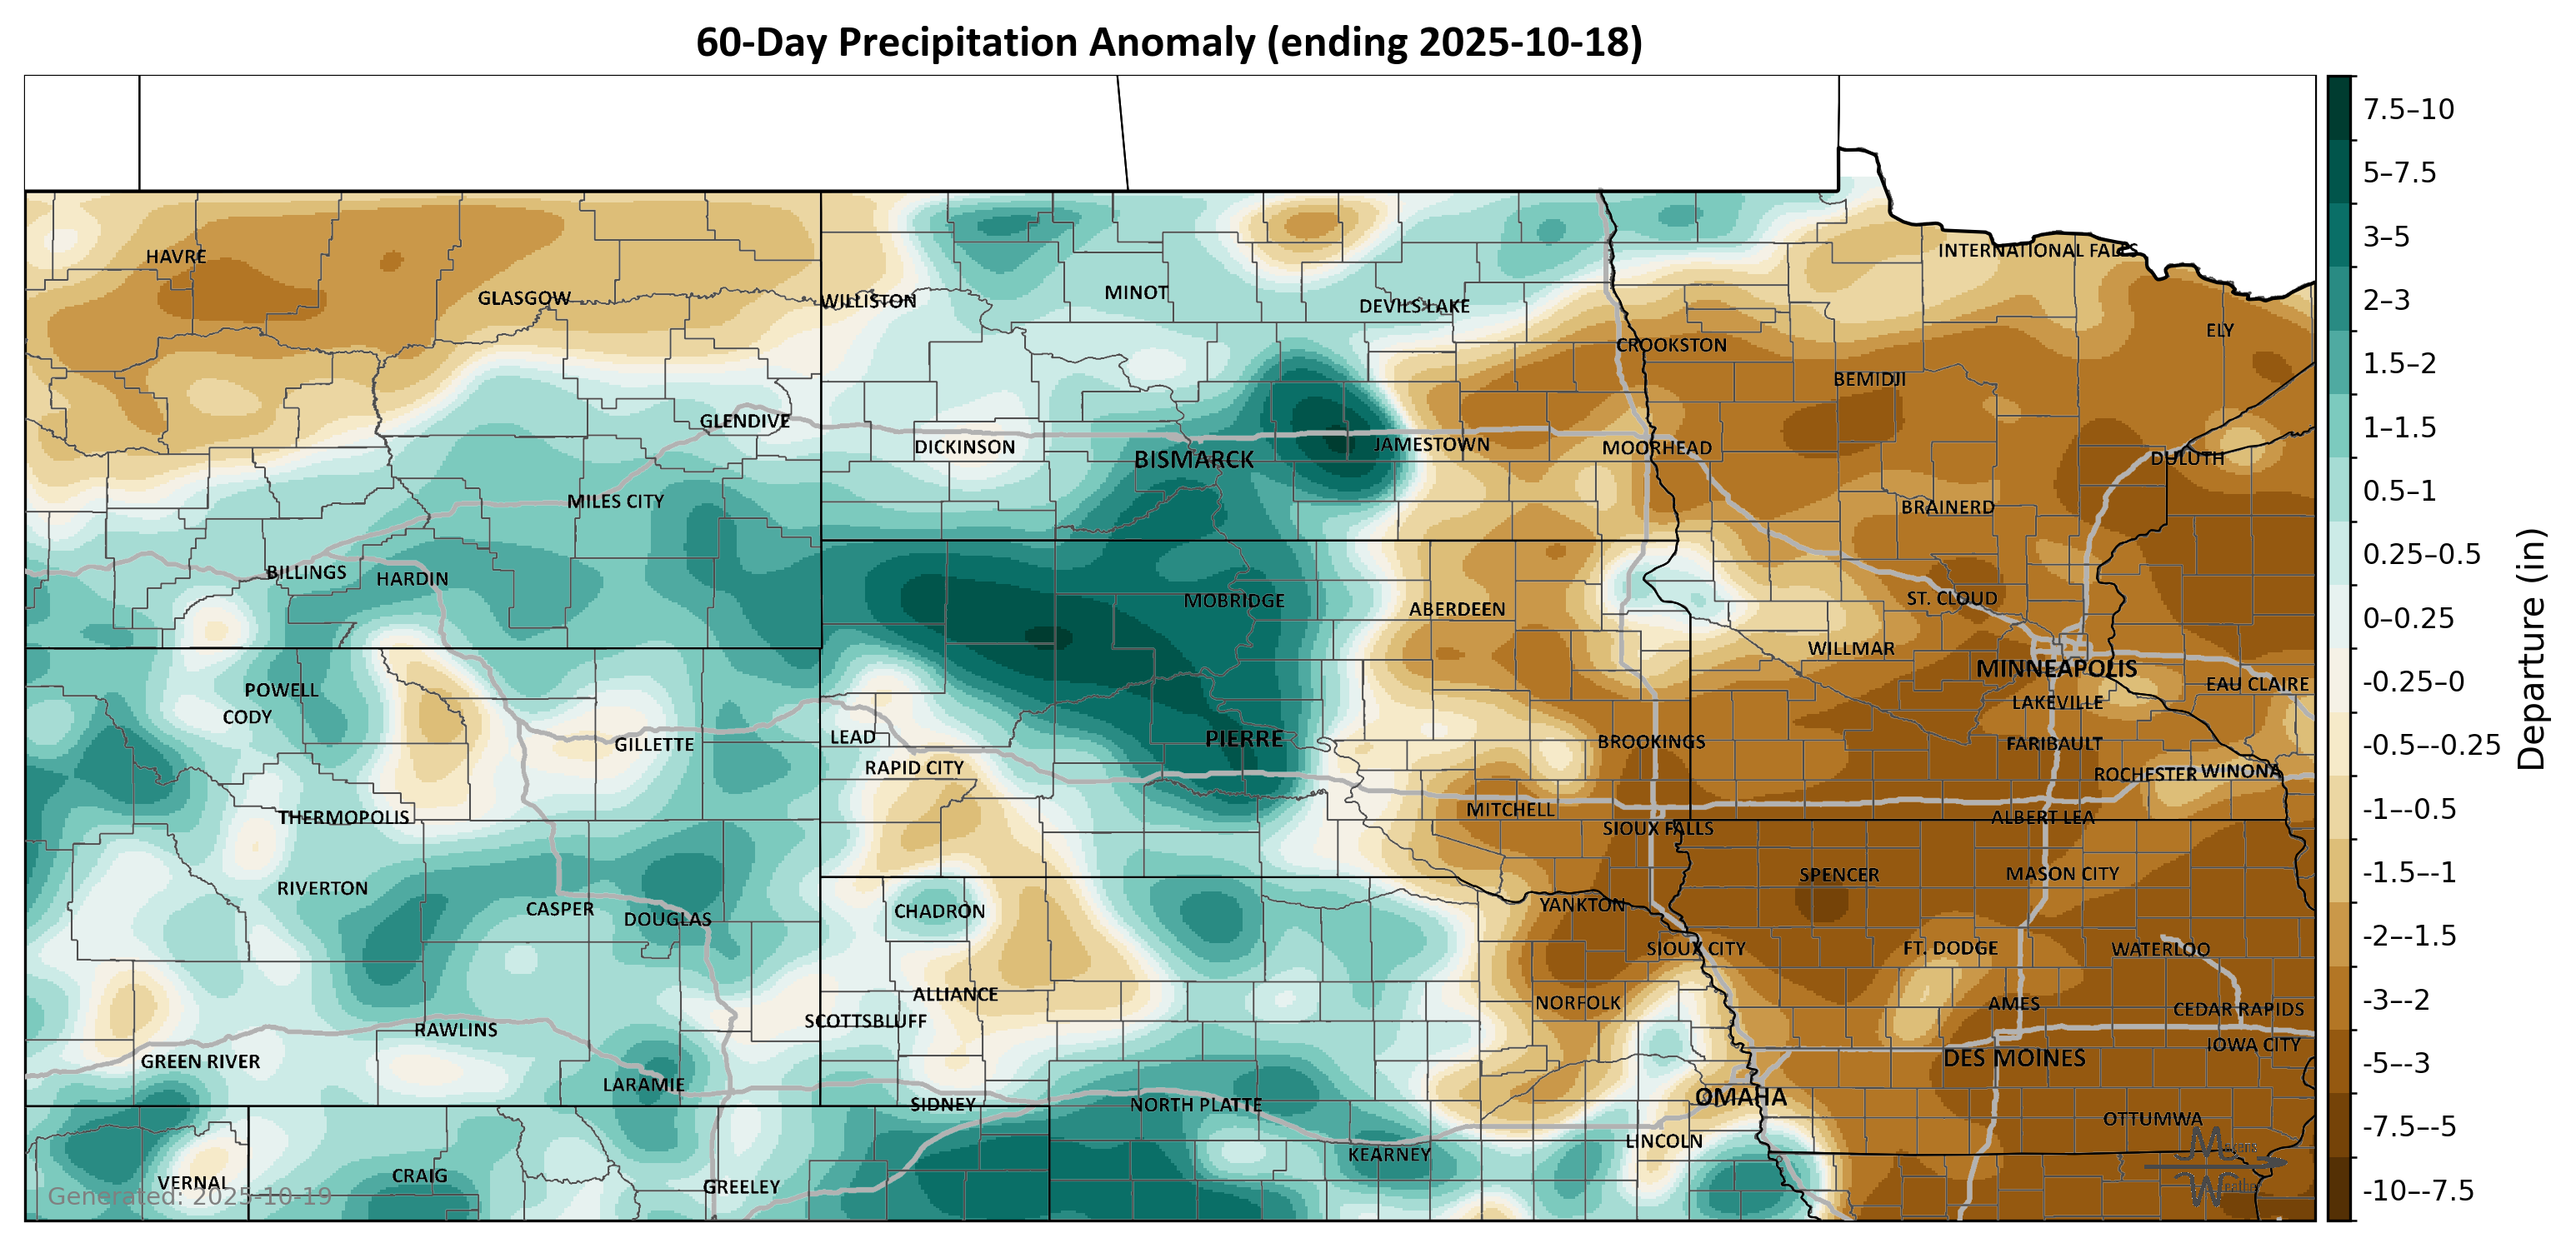 60-Day Precipitation Anomaly (ending 2025-10-18)
HAVRE
GLASGOW
WILLISTON
MINOT
DEVILS LAKE
INTERNATIONAL FALLS
CROOKSTON
ELY
BEMIDJI
GLENDIVE
DICKINSON
BISMARCK
JAMESTOWN
MOORHEAD
DULUTH
MILES CITY
BRAINERD
BILLINGS
HARDIN
MOBRIDGE
ABERDEEN
ST. CLOUD
WILLMAR
MINNEAPOLIS
EAU CLAIRE
POWELL
CODY
LAKEVILLE
GILLETTE
LEAD
PIERRE
BROOKINGS
FARIBAULT
RAPID CITY
ROCHESTER
WINONA
THERMOPOLIS
MITCHELL
SIOUX FALLS
ALBERT LEA
RIVERTON
SPENCER
MASON CITY
CASPER
DOUGLAS
CHADRON
YANKTON
SIOUX CITY
FT. DODGE
WATERLOO
ALLIANCE
NORFOLK
AMES
CEDAR RAPIDS
SCOTTSBLUFF
RAWLINS
GREEN RIVER
DES MOINES
IOWA CITY
LARAMIE
SIDNEY
NORTH PLATTE
OMAHA
OTTUMWA
LINCOLN
KEARNEY
VERNAL
CRAIG
GREELEY
Generated: 2025-10-19
Myers
Weather
7.5–10
5–7.5
3–5
2–3
1.5–2
1–1.5
0.5–1
0.25–0.5
0–0.25
-0.25–0
-0.5–-0.25
-1–-0.5
-1.5–-1
-2–-1.5
-3–-2
-5–-3
-7.5–-5
-10–-7.5
Departure (in)